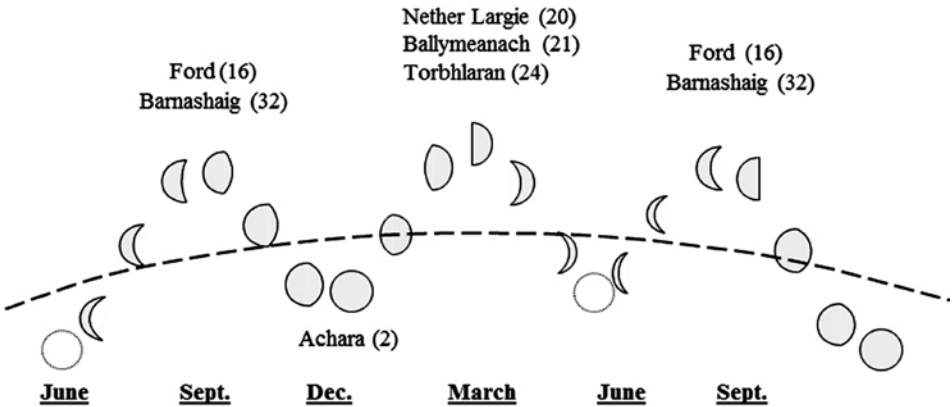 Nether Largie (20)
Ballymeanach (21)
Torbhlaran (24)
Ford (16)
Barnashaig (32)
Ford (16)
Barnashaig (32)
Achara (2)
June Sept. Dec. March June Sept.